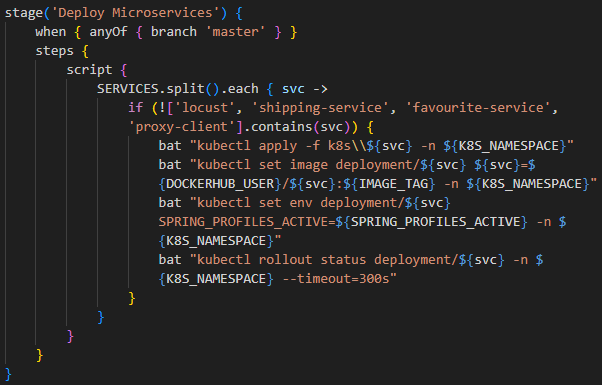 stage('Deploy Microservices') {
    when { anyOf { branch 'master' } }
    steps {
        script {
            SERVICES.split().each { svc ->
                if (!['locust', 'shipping-service', 'favourite-service',
                'proxy-client'].contains(svc)) {
                    bat "kubectl apply -f k8s\\${svc} -n ${K8S_NAMESPACE}"
                    bat "kubectl set image deployment/${svc} ${svc}=$
                    {DOCKERHUB_USER}/${svc}:${IMAGE_TAG} -n ${K8S_NAMESPACE}"
                    bat "kubectl set env deployment/${svc}
                    SPRING_PROFILES_ACTIVE=${SPRING_PROFILES_ACTIVE} -n $
                    {K8S_NAMESPACE}"
                    bat "kubectl rollout status deployment/${svc} -n $
                    {K8S_NAMESPACE} --timeout=300s"
                }
            }
        }
    }
}